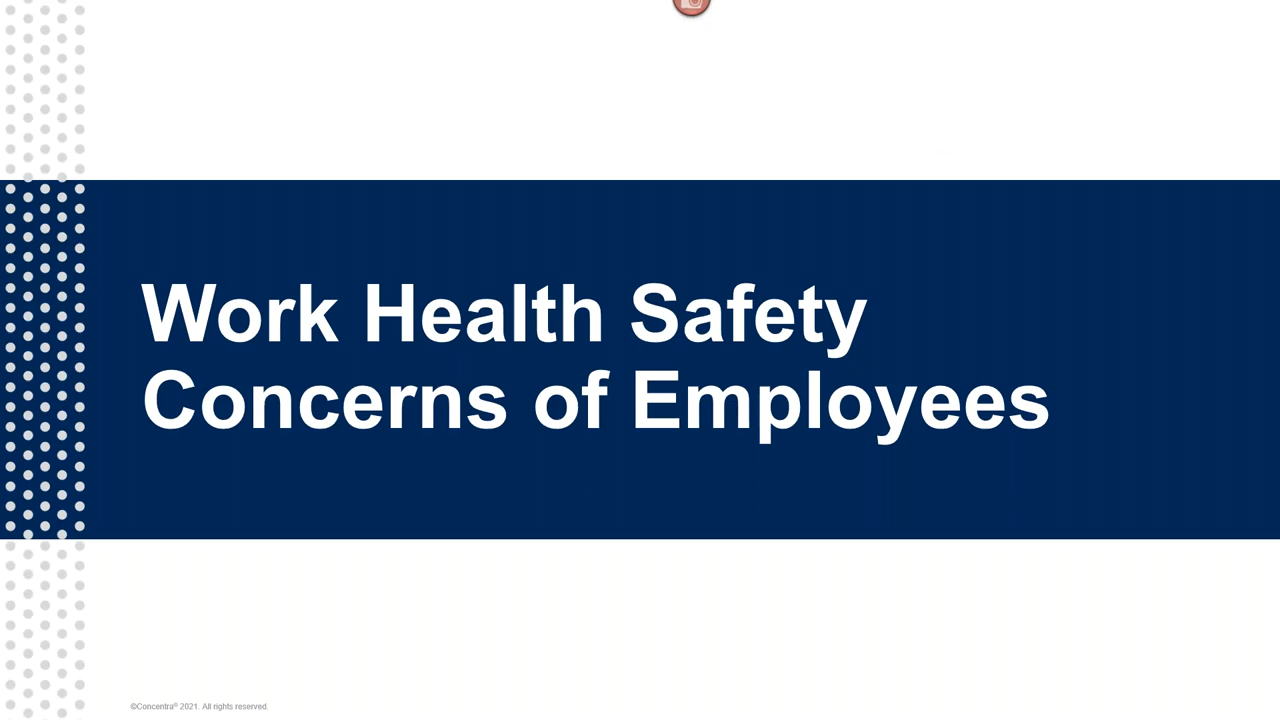 Work Health Safety
Concerns of Employees
©Concentra® 2021. All rights reserved.